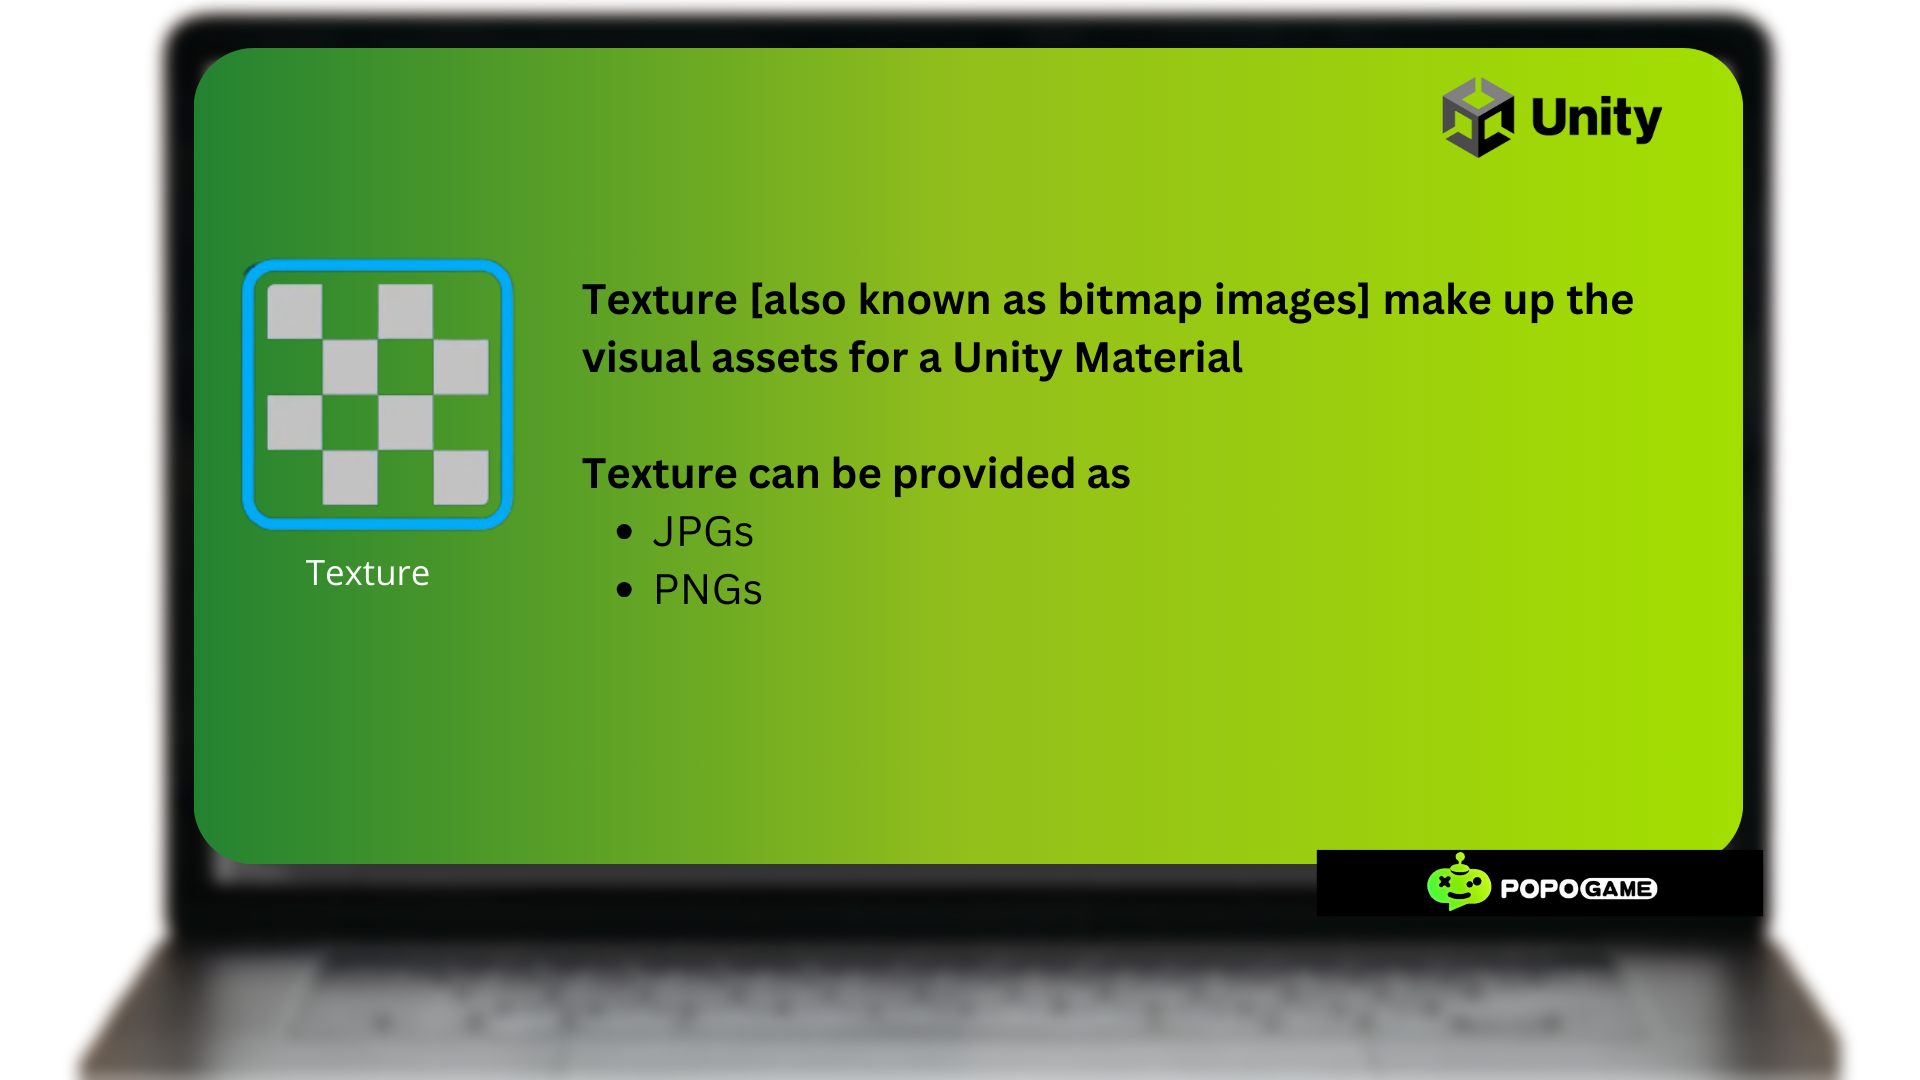 Unity
Texture [also known as bitmap images] make up the
visual assets for a Unity Material
Texture can be provided as
• JPGs
• PNGs
Texture
POPOGAME